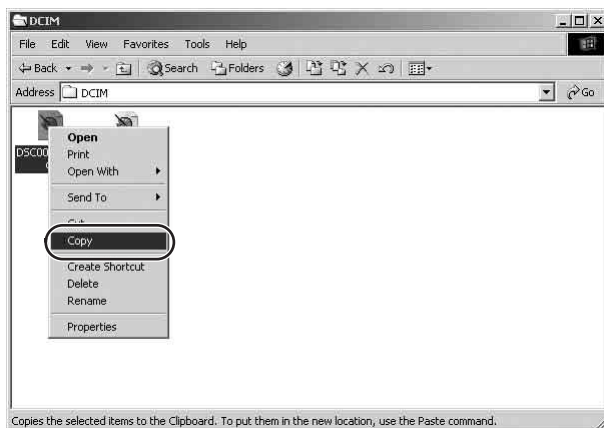 DCIM
File Edit View Favorites Tools Help
Back Search Folders
Address DCIM Go
DSC00
Open
Print
Open With
Send To
Cut
Copy
Create Shortcut
Delete
Rename
Properties
Copies the selected items to the Clipboard. To put them in the new location, use the Paste command.